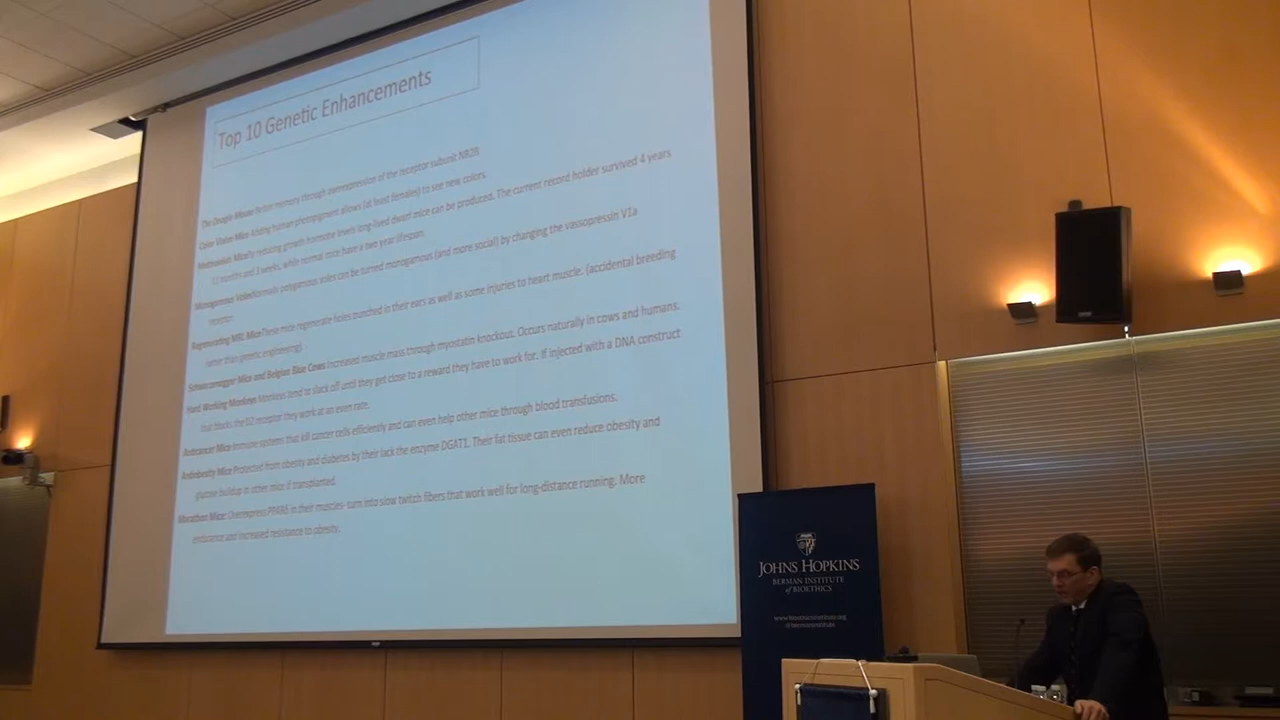 Top 10 Genetic Enhancements
The Doogie Mouse Better memory through overexpression of the receptor subunit NR2B
Color Vision Mice Adding human photopigment allows (at least females) to see new colors.
Methuselah Mice By reducing growth hormone levels long-lived dwarf mice can be produced. The current record holder survived 4 years
11 months and 3 weeks, while normal mice have a two year lifespan.
Monogamous Voles Normally polygamous voles can be turned monogamous (and more social) by changing the vassopressin V1a
receptor.
Regenerating MRL Mice These mice regenerate holes punched in their ears as well as some injuries to heart muscle. (accidental breeding
rather than genetic engineering)
Schwarzenegger Mice and Belgian Blue Cows Increased muscle mass through myostatin knockout. Occurs naturally in cows and humans.
Hard Working Monkeys Monkeys tend to slack off until they get close to a reward they have to work for. If injected with a DNA construct
that blocks the D2 receptor they work at an even rate.
Anticancer Mice Immune systems that kill cancer cells efficiently and can even help other mice through blood transfusions.
Antiobesity Mice Protected from obesity and diabetes by their lack the enzyme DGAT1. Their fat tissue can even reduce obesity and
glucose buildup in other mice if transplanted.
Marathon Mice: Overexpress in their muscles- turn into slow twitch fibers that work well for long-distance running. More
endurance and increased resistance to obesity.
JOHNS HOPKINS
BERMAN INSTITUTE
of BIOETHICS